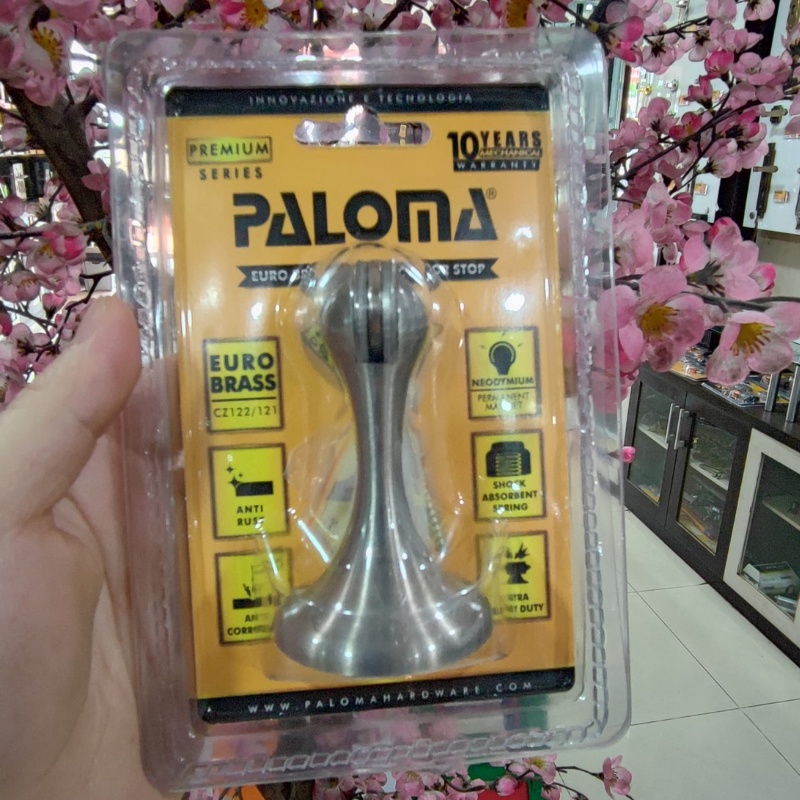 INNOVAZIONE E TECNOLOGIA
PREMIUM
SERIES
10 YEARS
MECHANICAL
WARRANTY
PALOMA®
EURO STOP
EURO
BRASS
CZ122/121
NEODYMIUM
PERMANENT
MAGNET
ANTI
RUST
SHOCK
ABSORBENT
SPRING
ANTI
DUTY
WWW.PALOMAHARDWARE.COM